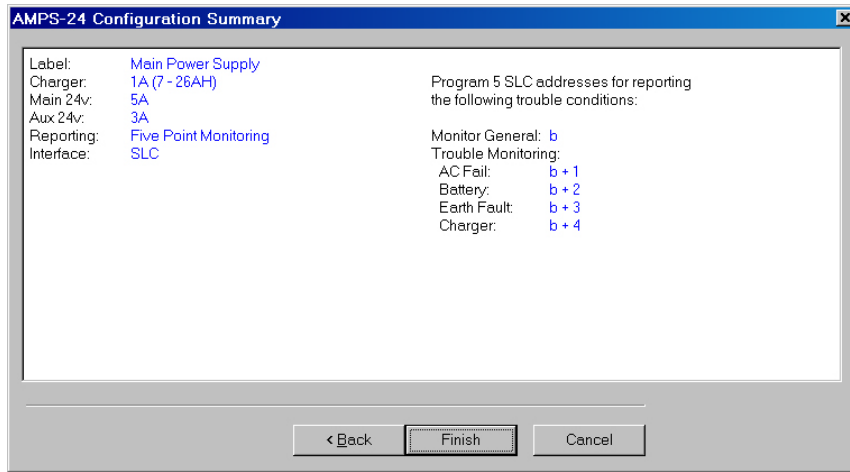 AMPS-24 Configuration Summary
Label: Main Power Supply
Charger: 1A (7 - 26AH)
Main 24v: 5A
Aux 24v: 3A
Reporting: Five Point Monitoring
Interface: SLC
Program 5 SLC addresses for reporting
the following trouble conditions:
Monitor General: b
Trouble Monitoring:
AC Fail: b + 1
Battery: b + 2
Earth Fault: b + 3
Charger: b + 4
< Back
Finish
Cancel